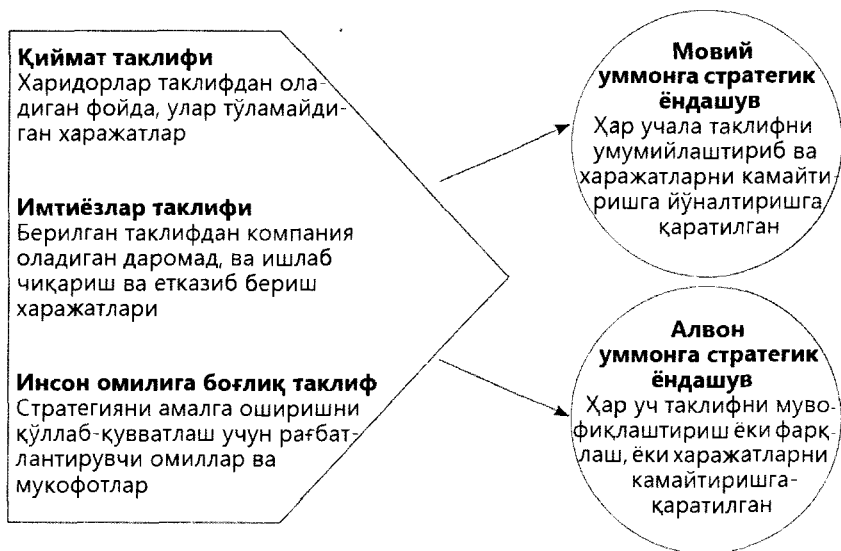 Қиймат таклифи
Харидорлар таклифдан ола-
диган фойда, улар тўламайди-
ган харажатлар
Имтиёзлар таклифи
Берилган таклифдан компания
оладиган даромад, ва ишлаб
чиқариш ва етказиб бериш
харажатлари
Инсон омилига боғлиқ таклиф
Стратегияни амалга оширишни
қўллаб-қувватлаш учун рағбат-
лантирувчи омиллар ва
мукофотлар
Мовий
уммонга стратегик
ёндашув
Ҳар учала таклифни
умумийлаштириб ва
харажатларни камайти-
ришга йўналтиришга
қаратилган
Алвон
уммонга стратегик
ёндашув
Ҳар уч таклифни муво-
фиқлаштириш ёки фарқ-
лаш, ёки харажатларни
камайтиришга-
қаратилган